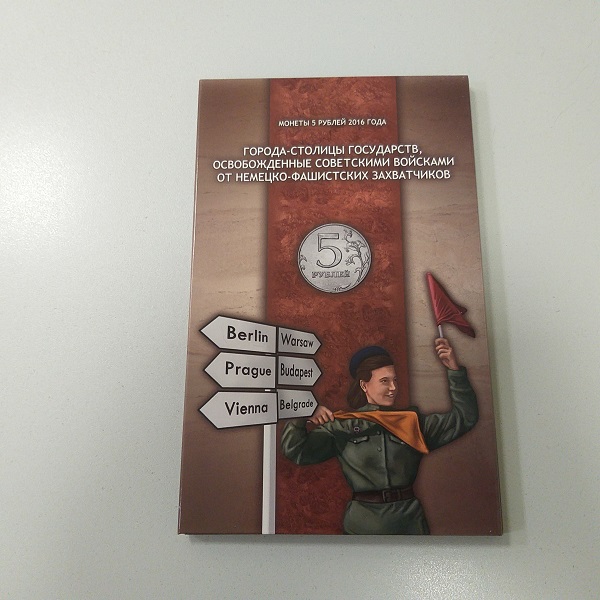 МОНЕТЫ 5 РУБЛЕЙ 2016 ГОДА
ГОРОДА-СТОЛИЦЫ ГОСУДАРСТВ,
ОСВОБОЖДЕННЫЕ СОВЕТСКИМИ ВОЙСКАМИ
ОТ НЕМЕЦКО-ФАШИСТСКИХ ЗАХВАТЧИКОВ
5
РУБЛЕЙ
Berlin Warsaw
Prague Budapest
Vienna Belgrade